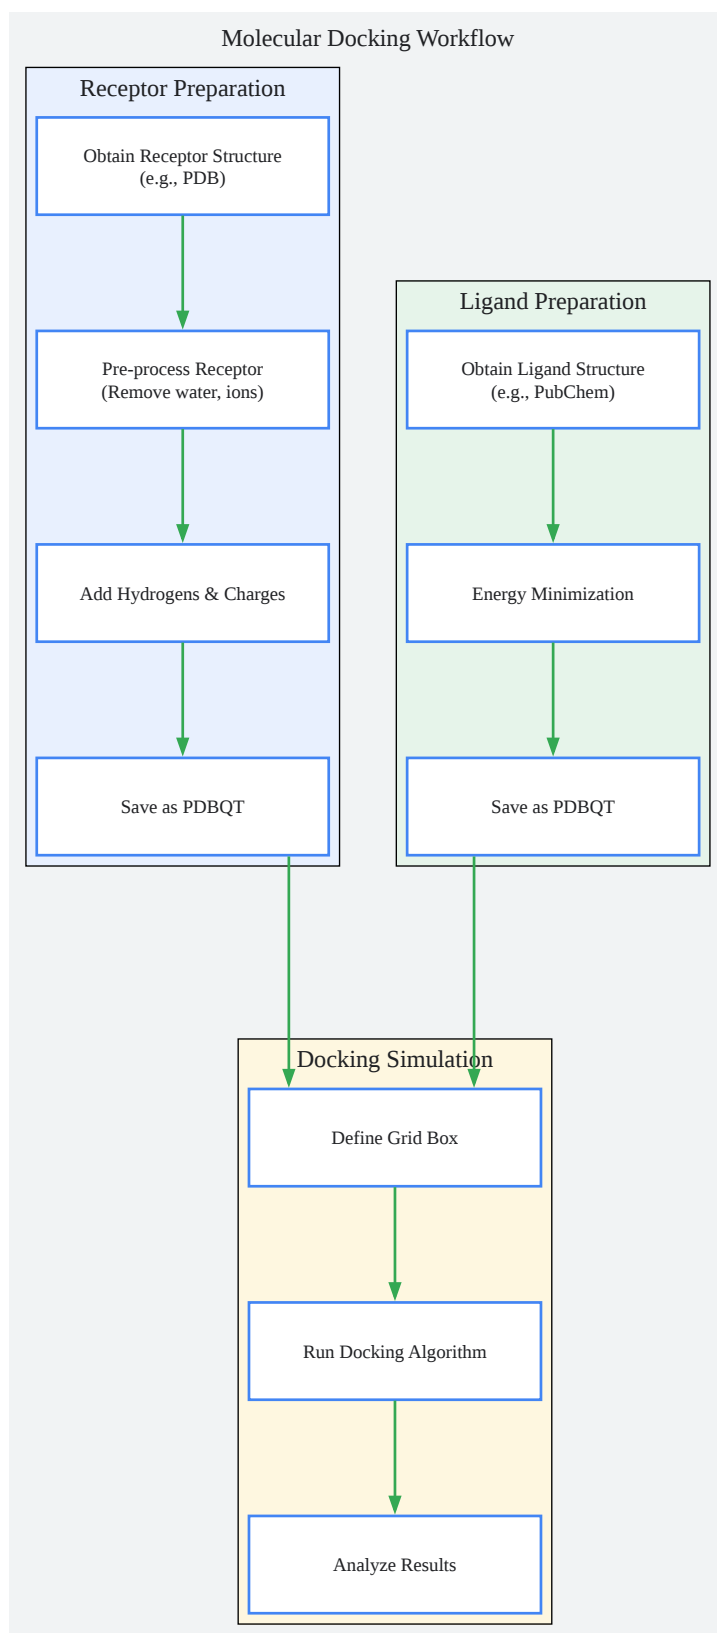 Molecular Docking Workflow
Receptor Preparation
Obtain Receptor Structure
(e.g., PDB)
Pre-process Receptor
(Remove water, ions)
Add Hydrogens & Charges
Save as PDBQT
Ligand Preparation
Obtain Ligand Structure
(e.g., PubChem)
Energy Minimization
Save as PDBQT
Docking Simulation
Define Grid Box
Run Docking Algorithm
Analyze Results